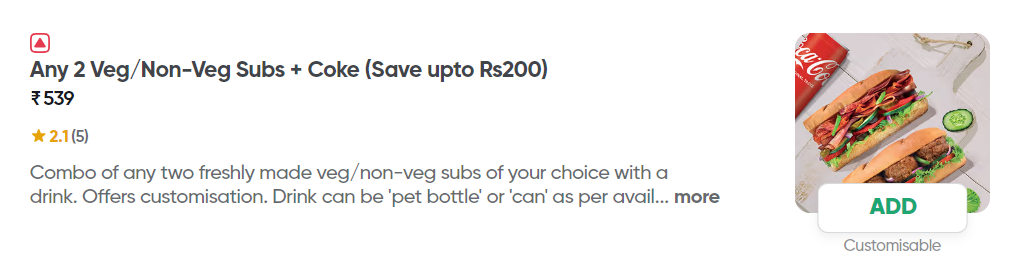 Any 2 Veg/Non-Veg Subs + Coke (Save upto Rs200)
₹539
2.1(5)
Combo of any two freshly made veg/non-veg subs of your choice with a
drink. Offers customisation. Drink can be 'pet bottle' or 'can' as per avail... more
ADD
Customisable